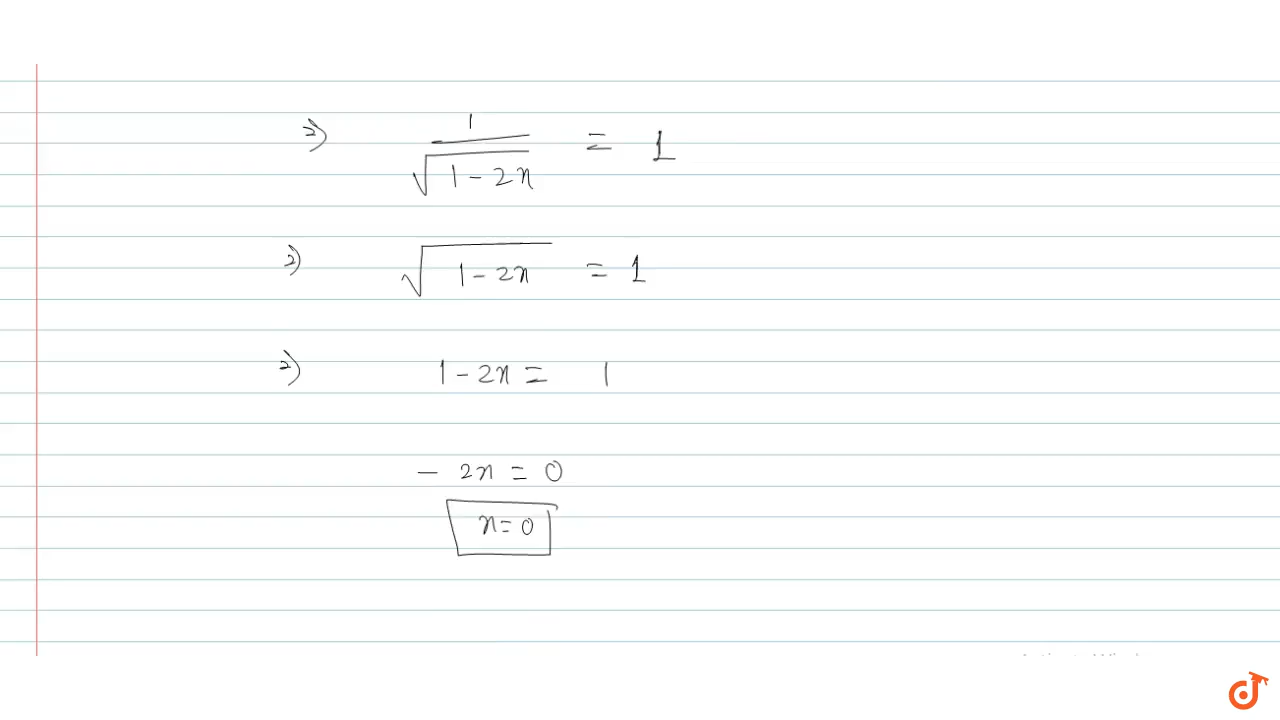 ⇒ 1/√(1-2x) = 1
⇒ √(1-2x) = 1
⇒ 1-2x = 1
- 2x = 0
x=0